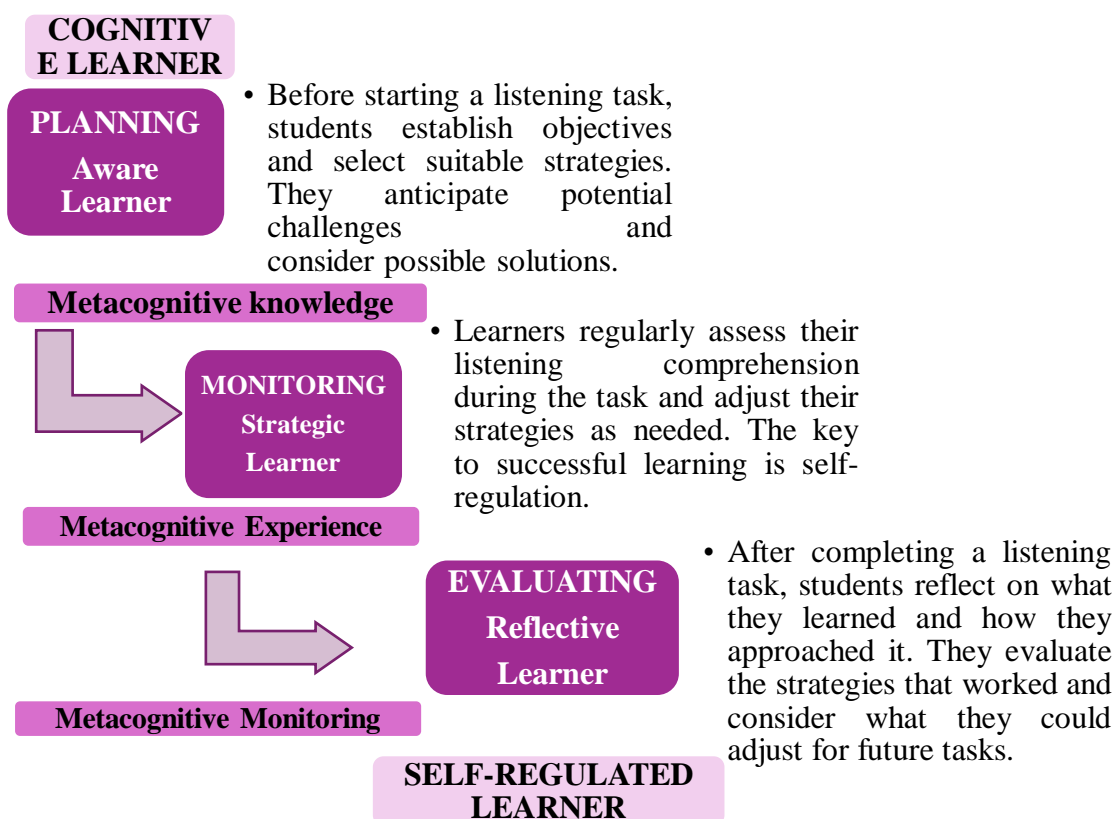 COGNITIV
E LEARNER
PLANNING
Aware
Learner
• Before starting a listening task,
students establish objectives
and select suitable strategies.
They anticipate potential
challenges and
consider possible solutions.
Metacognitive knowledge
MONITORING
Strategic
Learner
• Learners regularly assess their
listening comprehension
during the task and adjust their
strategies as needed. The key
to successful learning is self-
regulation.
Metacognitive Experience
EVALUATING
Reflective
Learner
• After completing a listening
task, students reflect on what
they learned and how they
approached it. They evaluate
the strategies that worked and
consider what they could
adjust for future tasks.
Metacognitive Monitoring
SELF-REGULATED
LEARNER